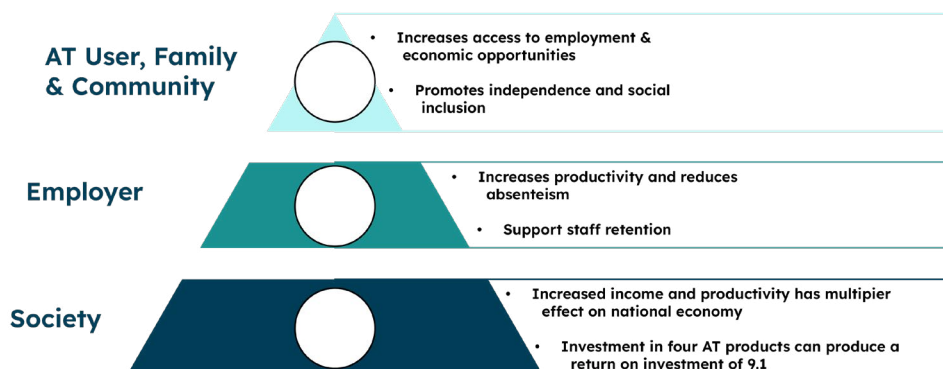 AT User, Family
& Community
• Increases access to employment &
economic opportunities
• Promotes independence and social
inclusion
Employer
• Increases productivity and reduces
absenteism
• Support staff retention
Society
• Increased income and productivity has multipier
effect on national economy
• Investment in four AT products can produce a
return on investment of 9.1